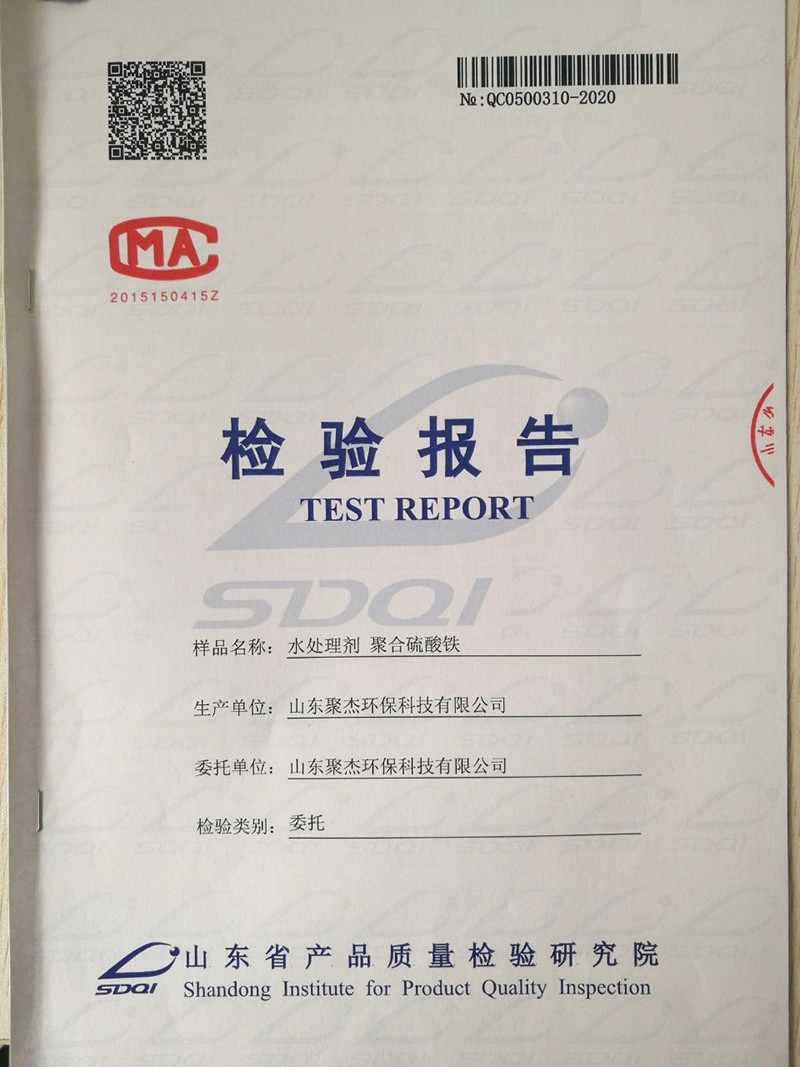 №:QC0500310-2020
CMA
2015150415Z
检验报告
TEST REPORT
SDQI
样品名称: 水处理剂 聚合硫酸铁
生产单位: 山东聚杰环保科技有限公司
委托单位: 山东聚杰环保科技有限公司
检验类别: 委托
山东省产品质量检验研究院
SDQI Shandong Institute for Product Quality Inspection